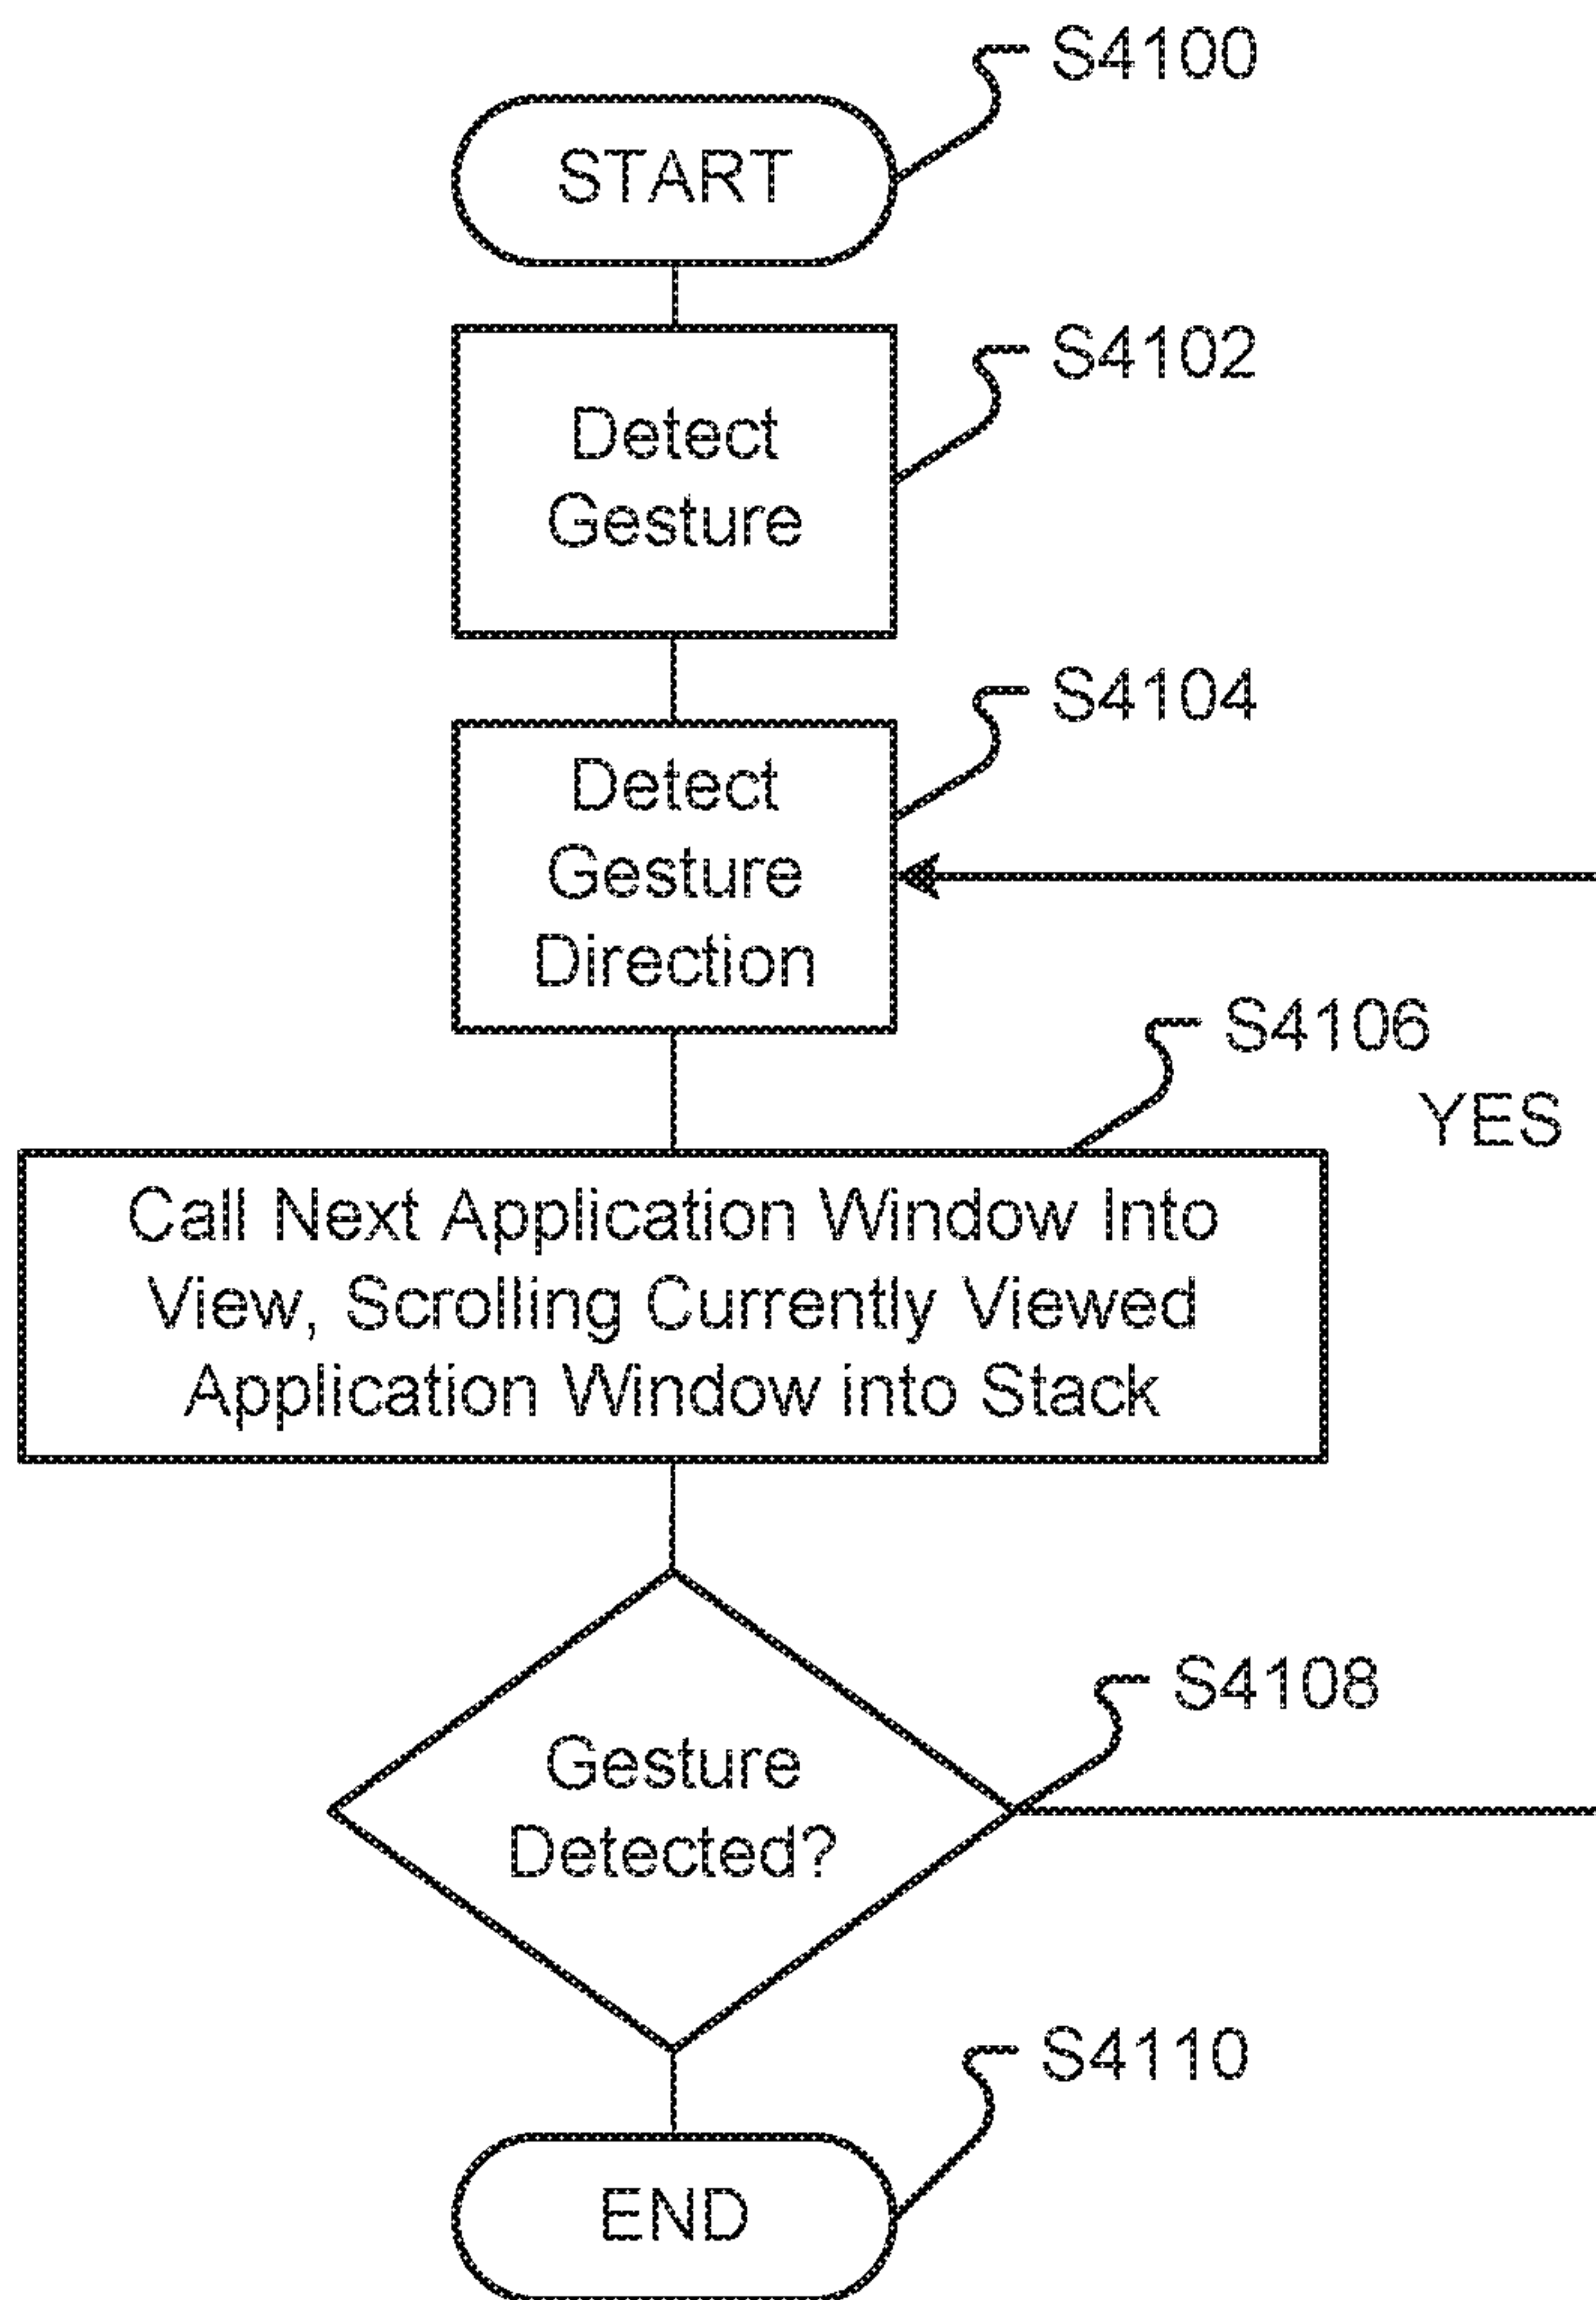 S4100
START
S4102
Detect
Gesture
S4104
Detect
Gesture
Direction
S4106
YES
Call Next Application Window Into
View, Scrolling Currently Viewed
Application Window into Stack
S4108
Gesture
Detected?
S4110
END